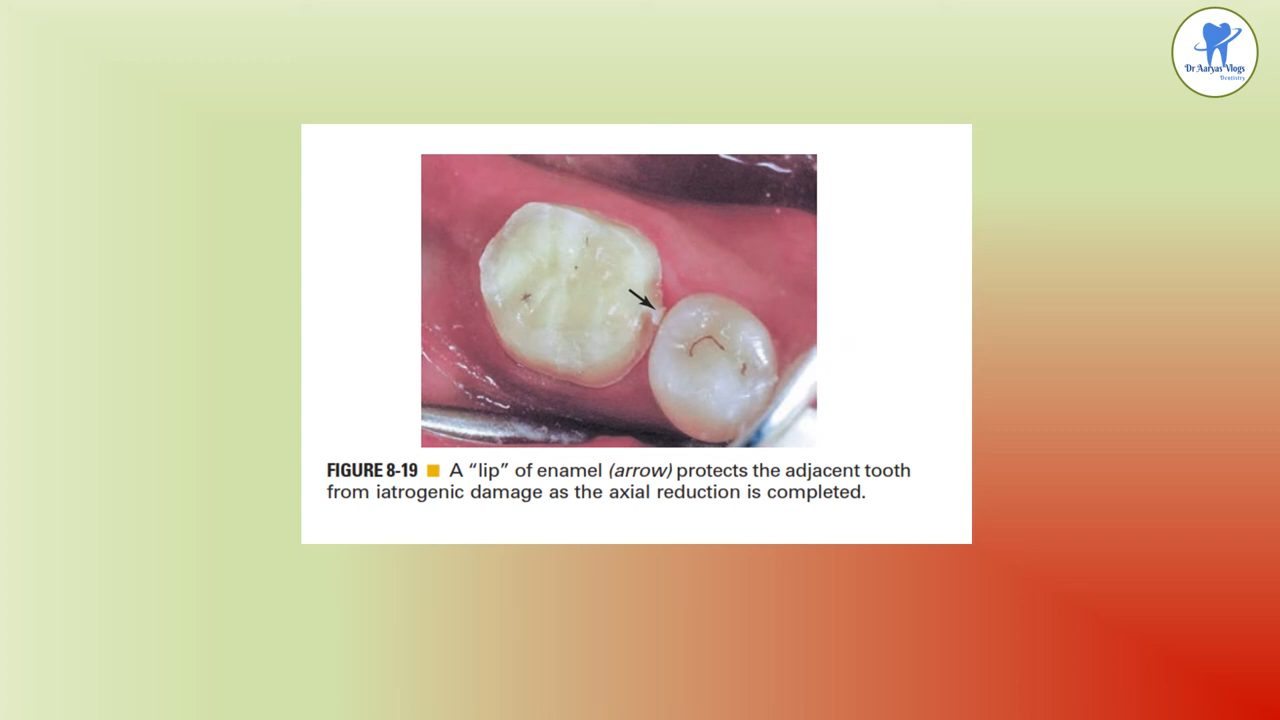 Dr Aaryas Vlogs
Dentistry
FIGURE 8-19 ■ A “lip” of enamel (arrow) protects the adjacent tooth
from iatrogenic damage as the axial reduction is completed.